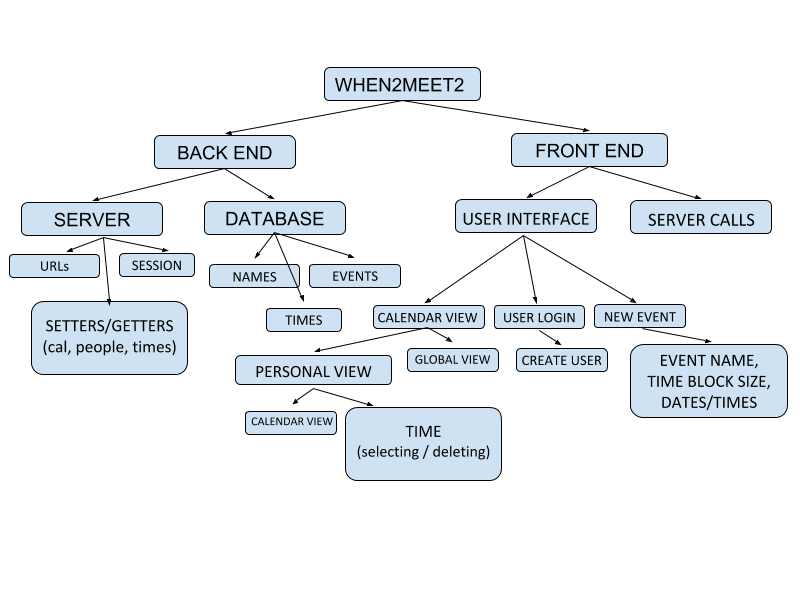 WHEN2MEET2
BACK END
FRONT END
SERVER
DATABASE
USER INTERFACE
SERVER CALLS
URLs
SESSION
NAMES
EVENTS
SETTERS/GETTERS
(cal, people, times)
TIMES
CALENDAR VIEW
USER LOGIN
NEW EVENT
PERSONAL VIEW
GLOBAL VIEW
CREATE USER
EVENT NAME,
TIME BLOCK SIZE,
DATES/TIMES
CALENDAR VIEW
TIME
(selecting / deleting)